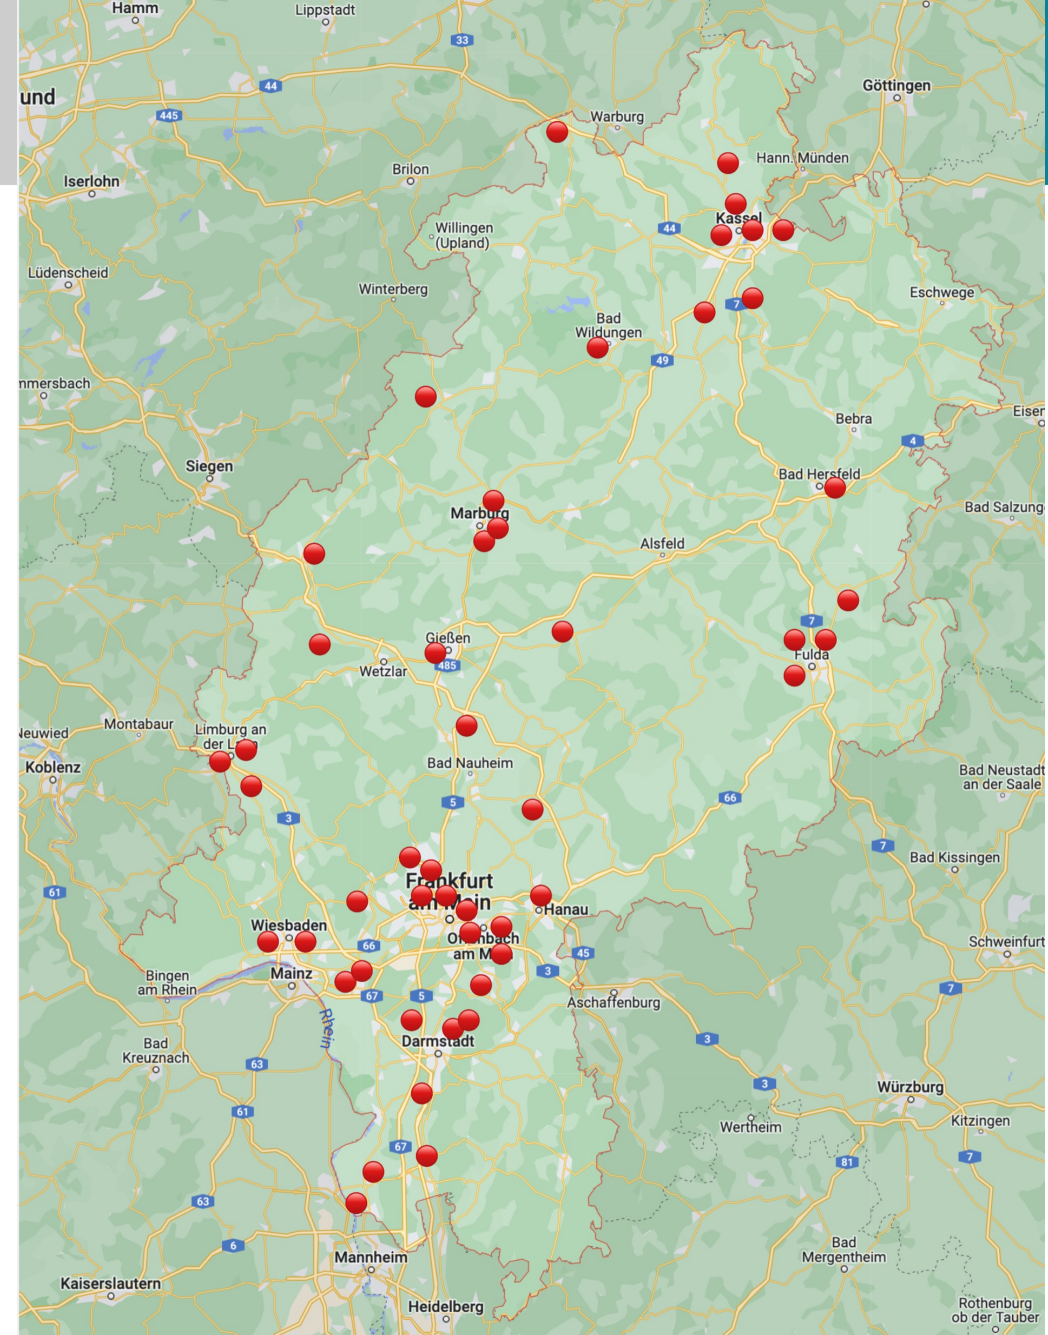 Hamm
Lippstadt
33
44
und
Göttingen
445
Warburg
Hann. Münden
Brilon
Iserlohn
Kassel
44
Willingen
(Upland)
Lüdenscheid
Winterberg
Eschwege
7
Bad
Wildungen
49
mmersbach
Bebra
Eisen
4
Siegen
Bad Hersfeld
Marburg
Bad Salzung
Alsfeld
7
Gießen
Fulda
485
Wetzlar
Montabaur
Limburg an
der L n
Neuwied
Koblenz
Bad Nauheim
Bad Neustadt
an der Saale
66
5
3
7
Bad Kissingen
61
Frankfurt
am Main
Hanau
Wiesbaden
Offenbach
am M
66
45
Schweinfurt
Mainz
3
Bingen
am Rhein
7
67
5
Aschaffenburg
Rhein
3
Darmstadt
Bad
Kreuznach
63
3
Würzburg
61
Wertheim
Kitzingen
67
7
81
63
6
Bad
Mergentheim
Mannheim
Kaiserslautern
Heidelberg
Rothenburg
ob der Tauber